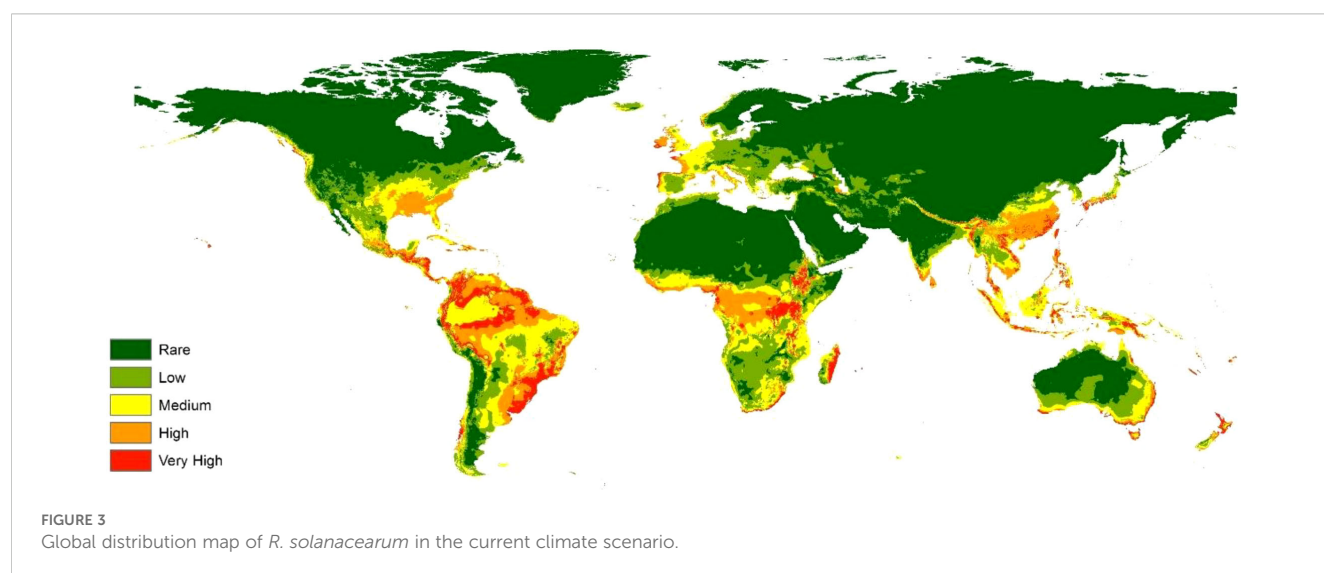 Rare
Low
Medium
High
Very High
FIGURE 3
Global distribution map of R. solanacearum in the current climate scenario.